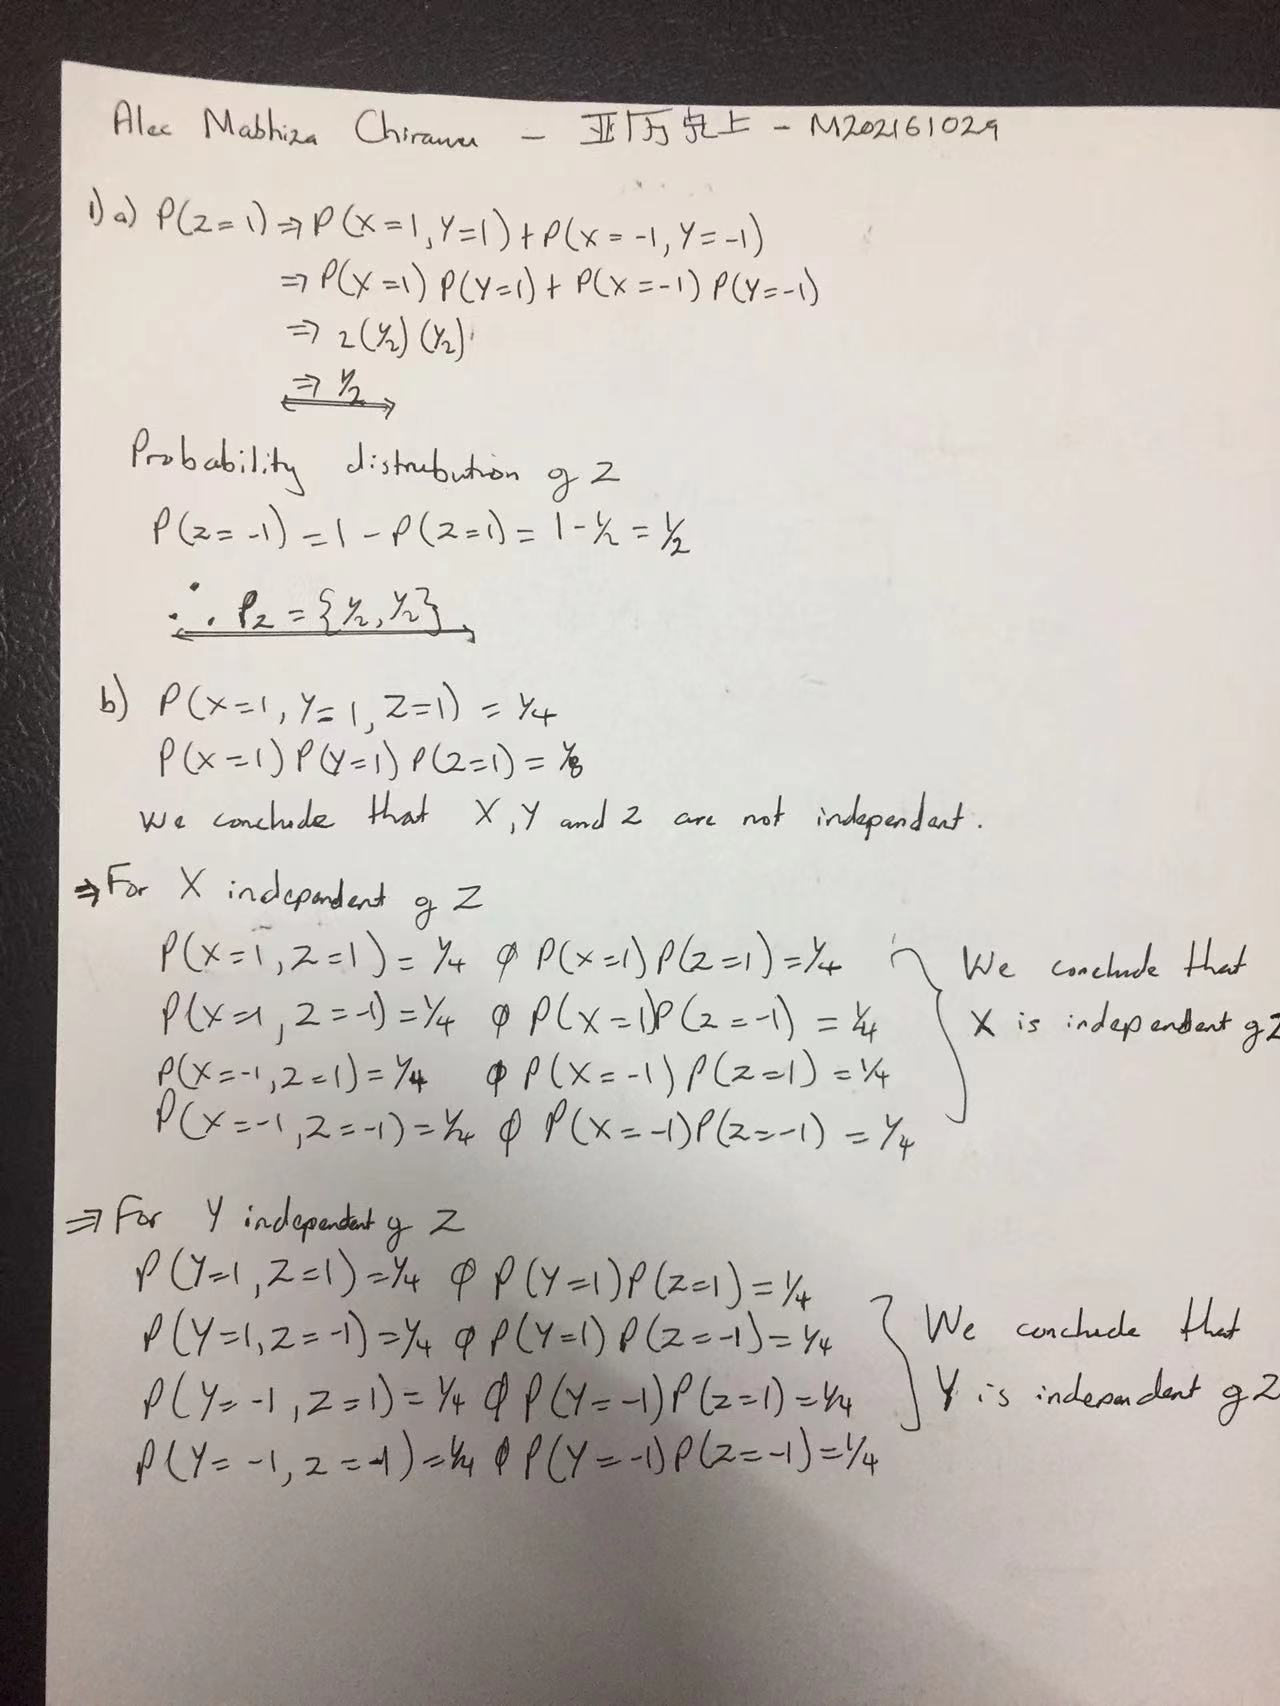 Alec Mabhiza Chirawu - 亚历克上 - M202161029
1) a) P(z=1) ⇒ P(X=1, Y=1) + P(X=-1, Y=-1)
⇒ P(X=1) P(Y=1) + P(X=-1) P(Y=-1)
⇒ 2(1/2)(1/2)
⇒ 1/2
Probability distrubution of Z
P(z=-1) = 1 - P(z=1) = 1 - 1/2 = 1/2
∴ P_z = {1/2, 1/2}
b) P(X=1, Y=1, Z=1) = 1/4
P(X=1) P(Y=1) P(Z=1) = 1/8
We conclude that X, Y and Z are not independent.
⇒ For X independent of Z
P(X=1, Z=1) = 1/4 φ P(X=1) P(Z=1) = 1/4
P(X=1, Z=-1) = 1/4 φ P(X=1)P(Z=-1) = 1/4
P(X=-1, Z=1) = 1/4 φ P(X=-1) P(Z=1) = 1/4
P(X=-1, Z=-1) = 1/4 φ P(X=-1)P(Z=-1) = 1/4
We conclude that
X is independent of Z
⇒ For Y independent of Z
P(Y=1, Z=1) = 1/4 φ P(Y=1)P(Z=1) = 1/4
P(Y=1, Z=-1) = 1/4 φ P(Y=1) P(Z=-1) = 1/4
P(Y=-1, Z=1) = 1/4 φ P(Y=-1)P(Z=1) = 1/4
P(Y=-1, Z=-1) = 1/4 φ P(Y=-1)P(Z=-1) = 1/4
We conclude that
Y is independent of Z